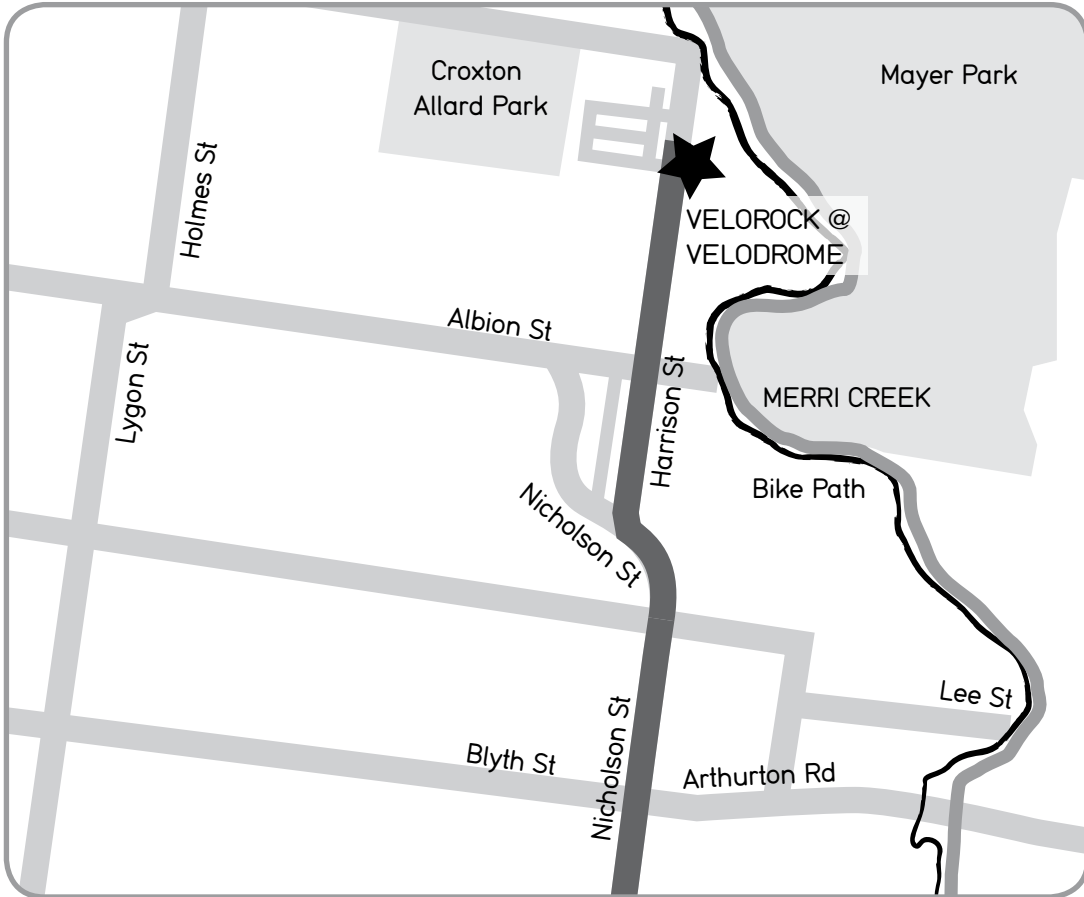 Croxton
Allard Park
Mayer Park
Holmes St
VELOROCK @
VELODROME
Albion St
Lygon St
Harrison St
MERRI CREEK
Bike Path
Nicholson St
Lee St
Nicholson St
Blyth St
Arthurton Rd